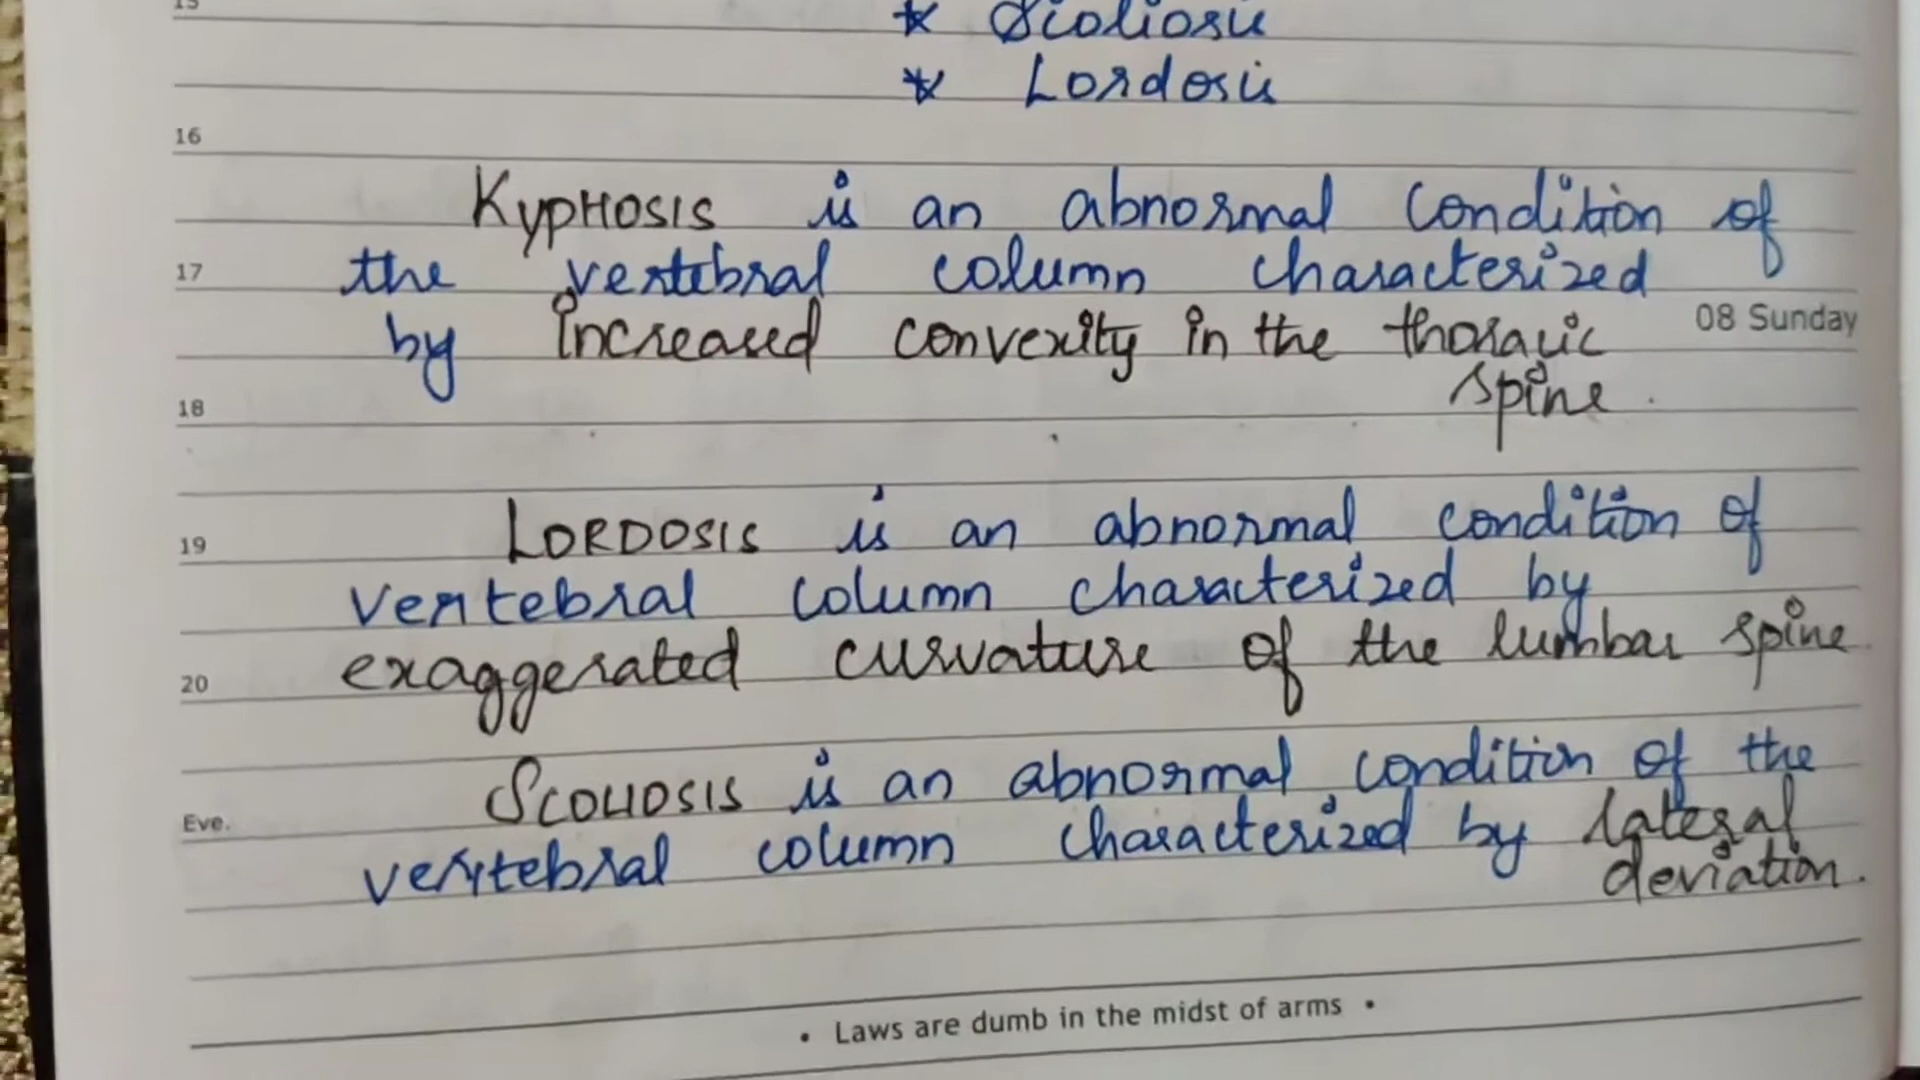 15
* Scoliosis
* Lordosis
16
KYPHOSIS is an abnormal condition of
17 the vertebral column characterized
08 Sunday
by increased convexity in the thoracic
spine.
18
19 LORDOSIS is an abnormal condition of
vertebral column characterized by
20 exaggerated curvature of the lumbar spine
SCOLIOSIS is an abnormal condition of the
Eve.
vertebral column characterized by lateral
deviation.
• Laws are dumb in the midst of arms •